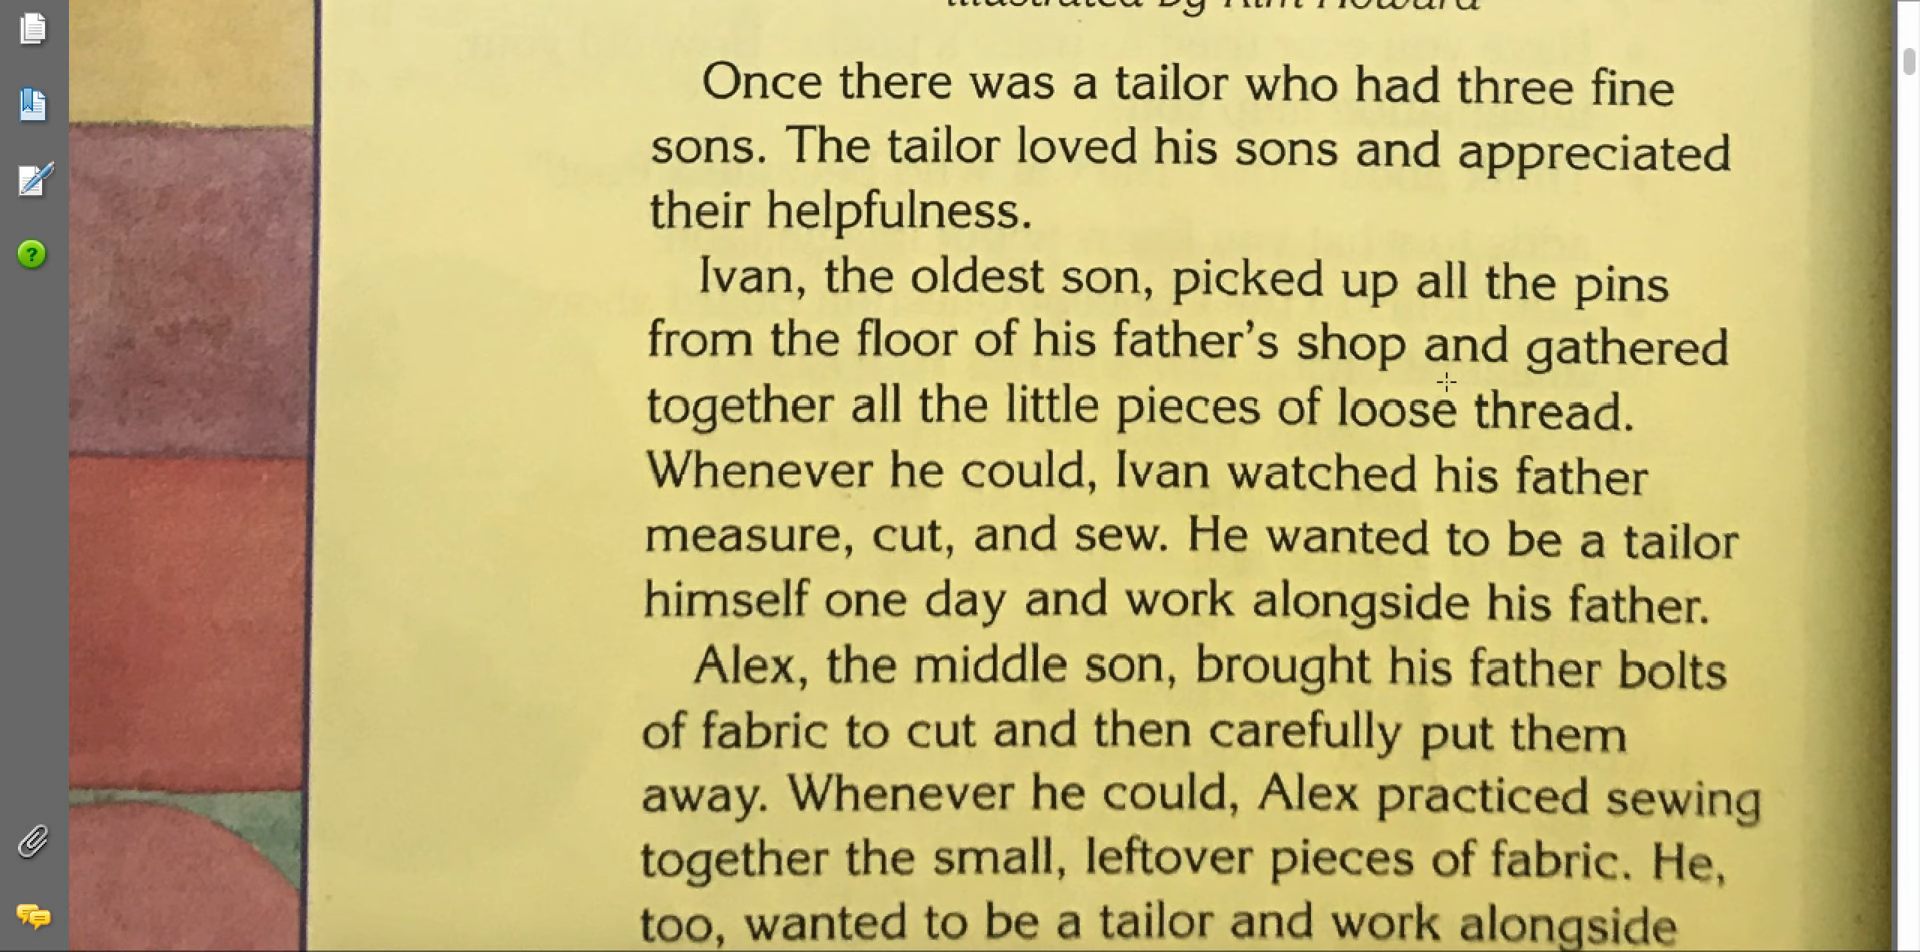 Illustrated by Kim Howard
Once there was a tailor who had three fine
sons. The tailor loved his sons and appreciated
their helpfulness.
Ivan, the oldest son, picked up all the pins
from the floor of his father's shop and gathered
together all the little pieces of loose thread.
Whenever he could, Ivan watched his father
measure, cut, and sew. He wanted to be a tailor
himself one day and work alongside his father.
Alex, the middle son, brought his father bolts
of fabric to cut and then carefully put them
away. Whenever he could, Alex practiced sewing
together the small, leftover pieces of fabric. He,
too, wanted to be a tailor and work alongside